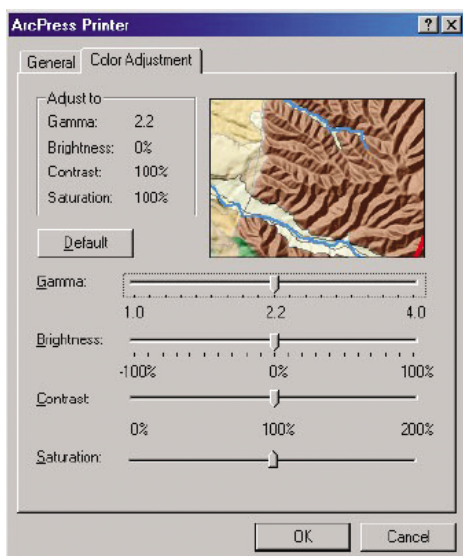 ArcPress Printer
General
Color Adjustment
Adjust to
Gamma: 2.2
Brightness: 0%
Contrast: 100%
Saturation: 100%
Default
Gamma:
1.0 2.2 4.0
Brightness:
-100% 0% 100%
Contrast
0% 100% 200%
Saturation:
OK Cancel